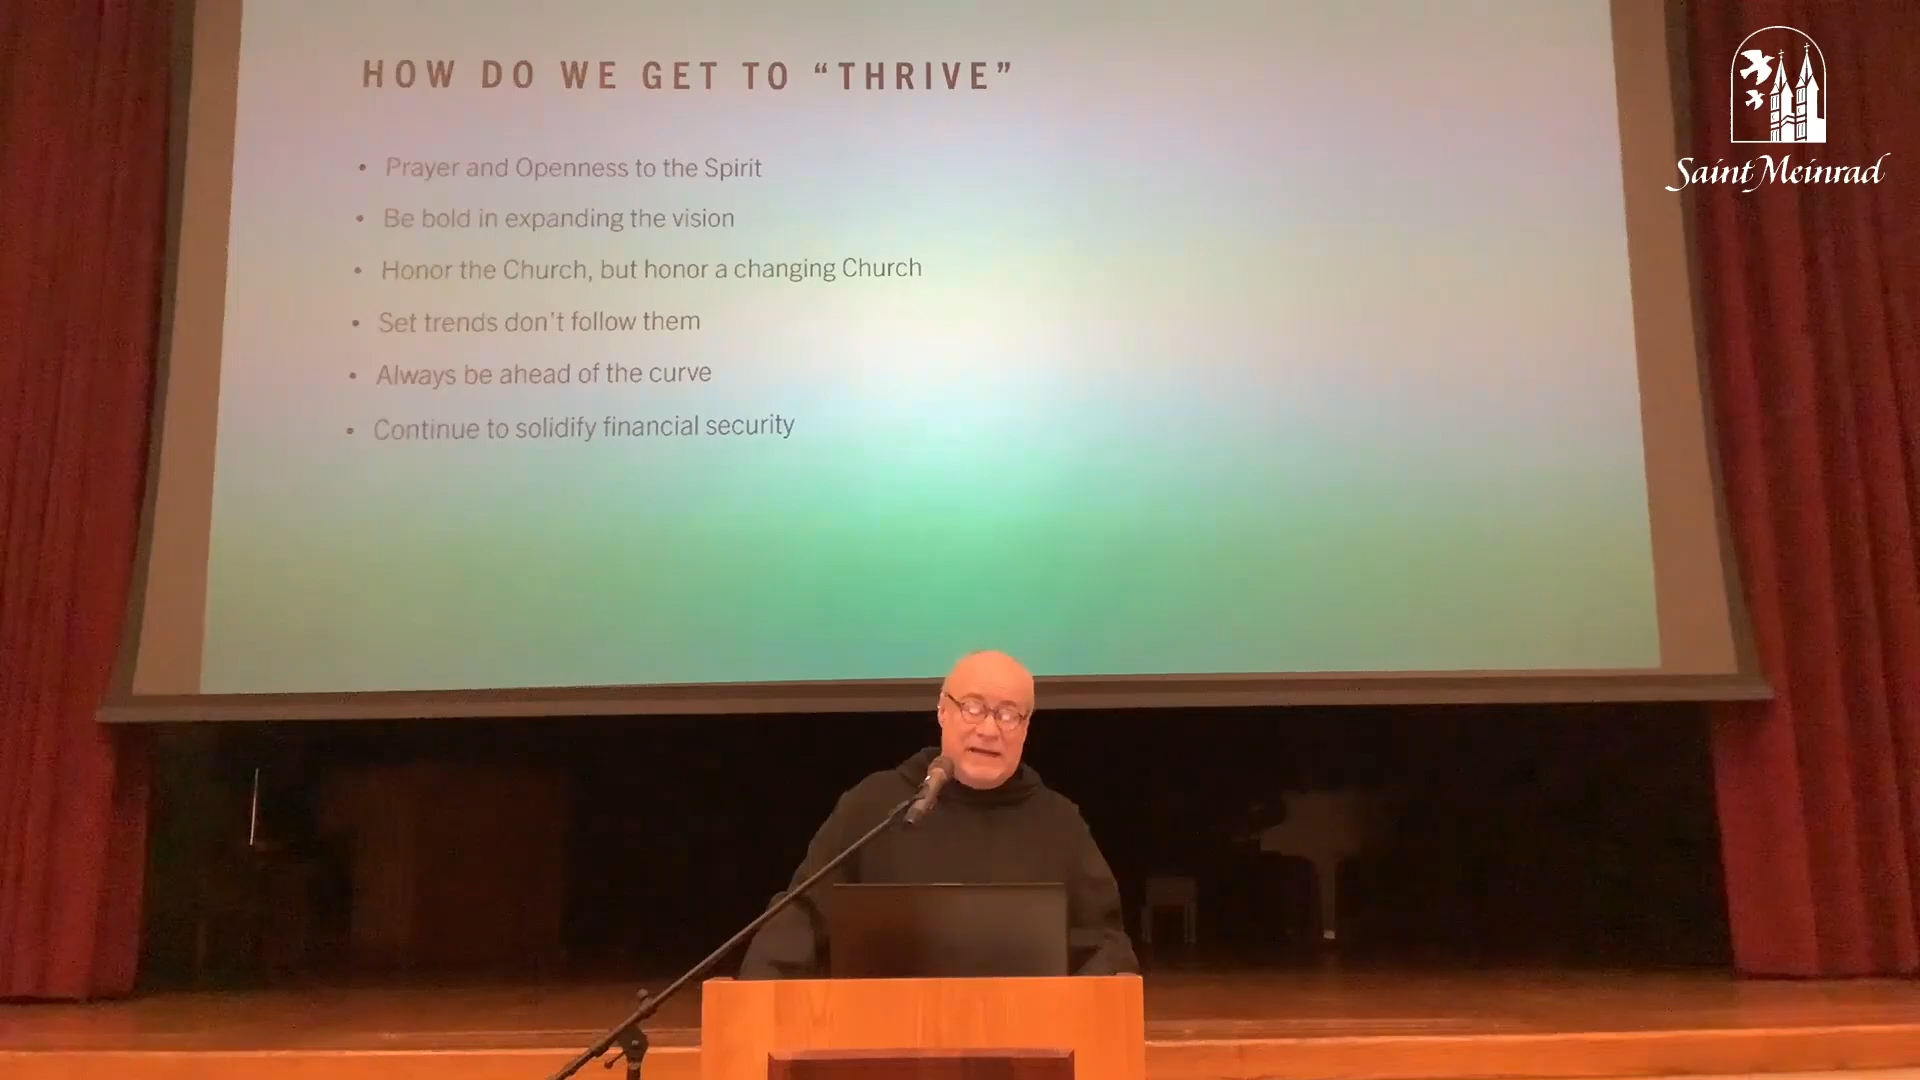 HOW DO WE GET TO “THRIVE”
• Prayer and Openness to the Spirit
• Be bold in expanding the vision
• Honor the Church, but honor a changing Church
• Set trends don’t follow them
• Always be ahead of the curve
• Continue to solidify financial security
Saint Meinrad